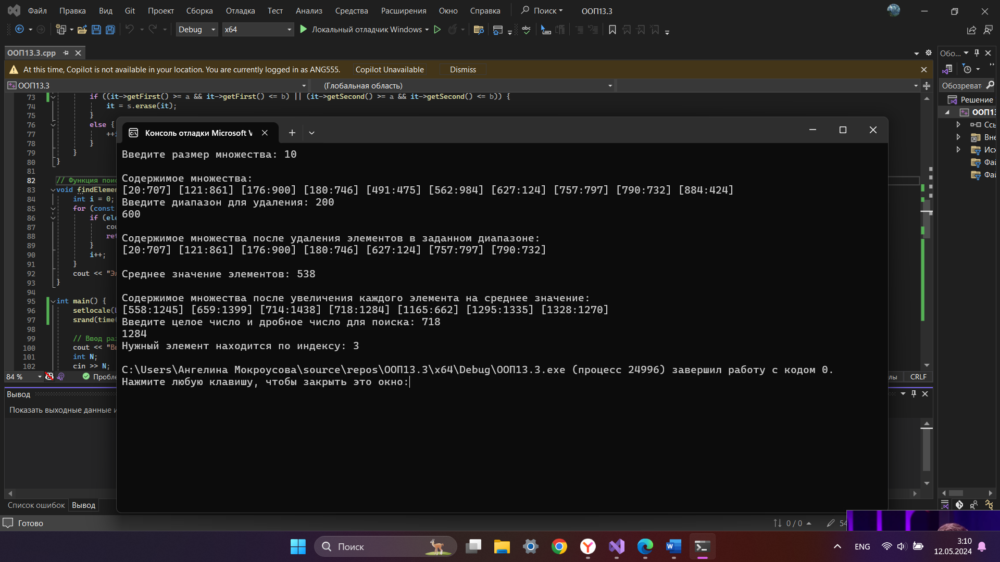 Файл Правка Вид Git Проект Сборка Отладка Тест Анализ Средства Расширения Окно Справка Поиск ООП13.3
Debug x64 Локальный отладчик Windows
ООП13.3.cpp
At this time, Copilot is not available in your location. You are currently logged in as ANG555. Copilot Unavailable Dismiss
ООП13.3 (Глобальная область)
73 if ((it->getFirst() >= a && it->getFirst() <= b) || (it->getSecond() >= a && it->getSecond() <= b)) {
74 it = s.erase(it);
75 }
76 else {
77 ++i
78 }
79 }
80 }
81
82 // Функция поис
83 void findElemen
84 int i = 0;
85 for (const
86 if (ele
87 cou
88 ret
89 }
90 i++;
91 }
92 cout << "Эл
93 }
94
95 int main() {
96 setlocale(L
97 srand(time(
98
99 // Ввод раз
100 cout << "Вв
101 int N;
102 cin >> N;
84 % Пробле
Консоль отладки Microsoft V
Введите размер множества: 10
Содержимое множества:
[20:707] [121:861] [176:900] [180:746] [491:475] [562:984] [627:124] [757:797] [790:732] [884:424]
Введите диапазон для удаления: 200
600
Содержимое множества после удаления элементов в заданном диапазоне:
[20:707] [121:861] [176:900] [180:746] [627:124] [757:797] [790:732]
Среднее значение элементов: 538
Содержимое множества после увеличения каждого элемента на среднее значение:
[558:1245] [659:1399] [714:1438] [718:1284] [1165:662] [1295:1335] [1328:1270]
Введите целое число и дробное число для поиска: 718
1284
Нужный элемент находится по индексу: 3
C:\Users\Ангелина Мокроусова\source\repos\ООП13.3\x64\Debug\ООП13.3.exe (процесс 24996) завершил работу с кодом 0.
Нажмите любую клавишу, чтобы закрыть это окно:
лы CRLF
Обо...
Обозреват
Решение
ООП13
Ссы
Вне
Исх
Фай
Фай
Вывод
Показать выходные данные и
Список ошибок Вывод
Готово 0 / 0 54
Поиск ENG 3:10
12.05.2024